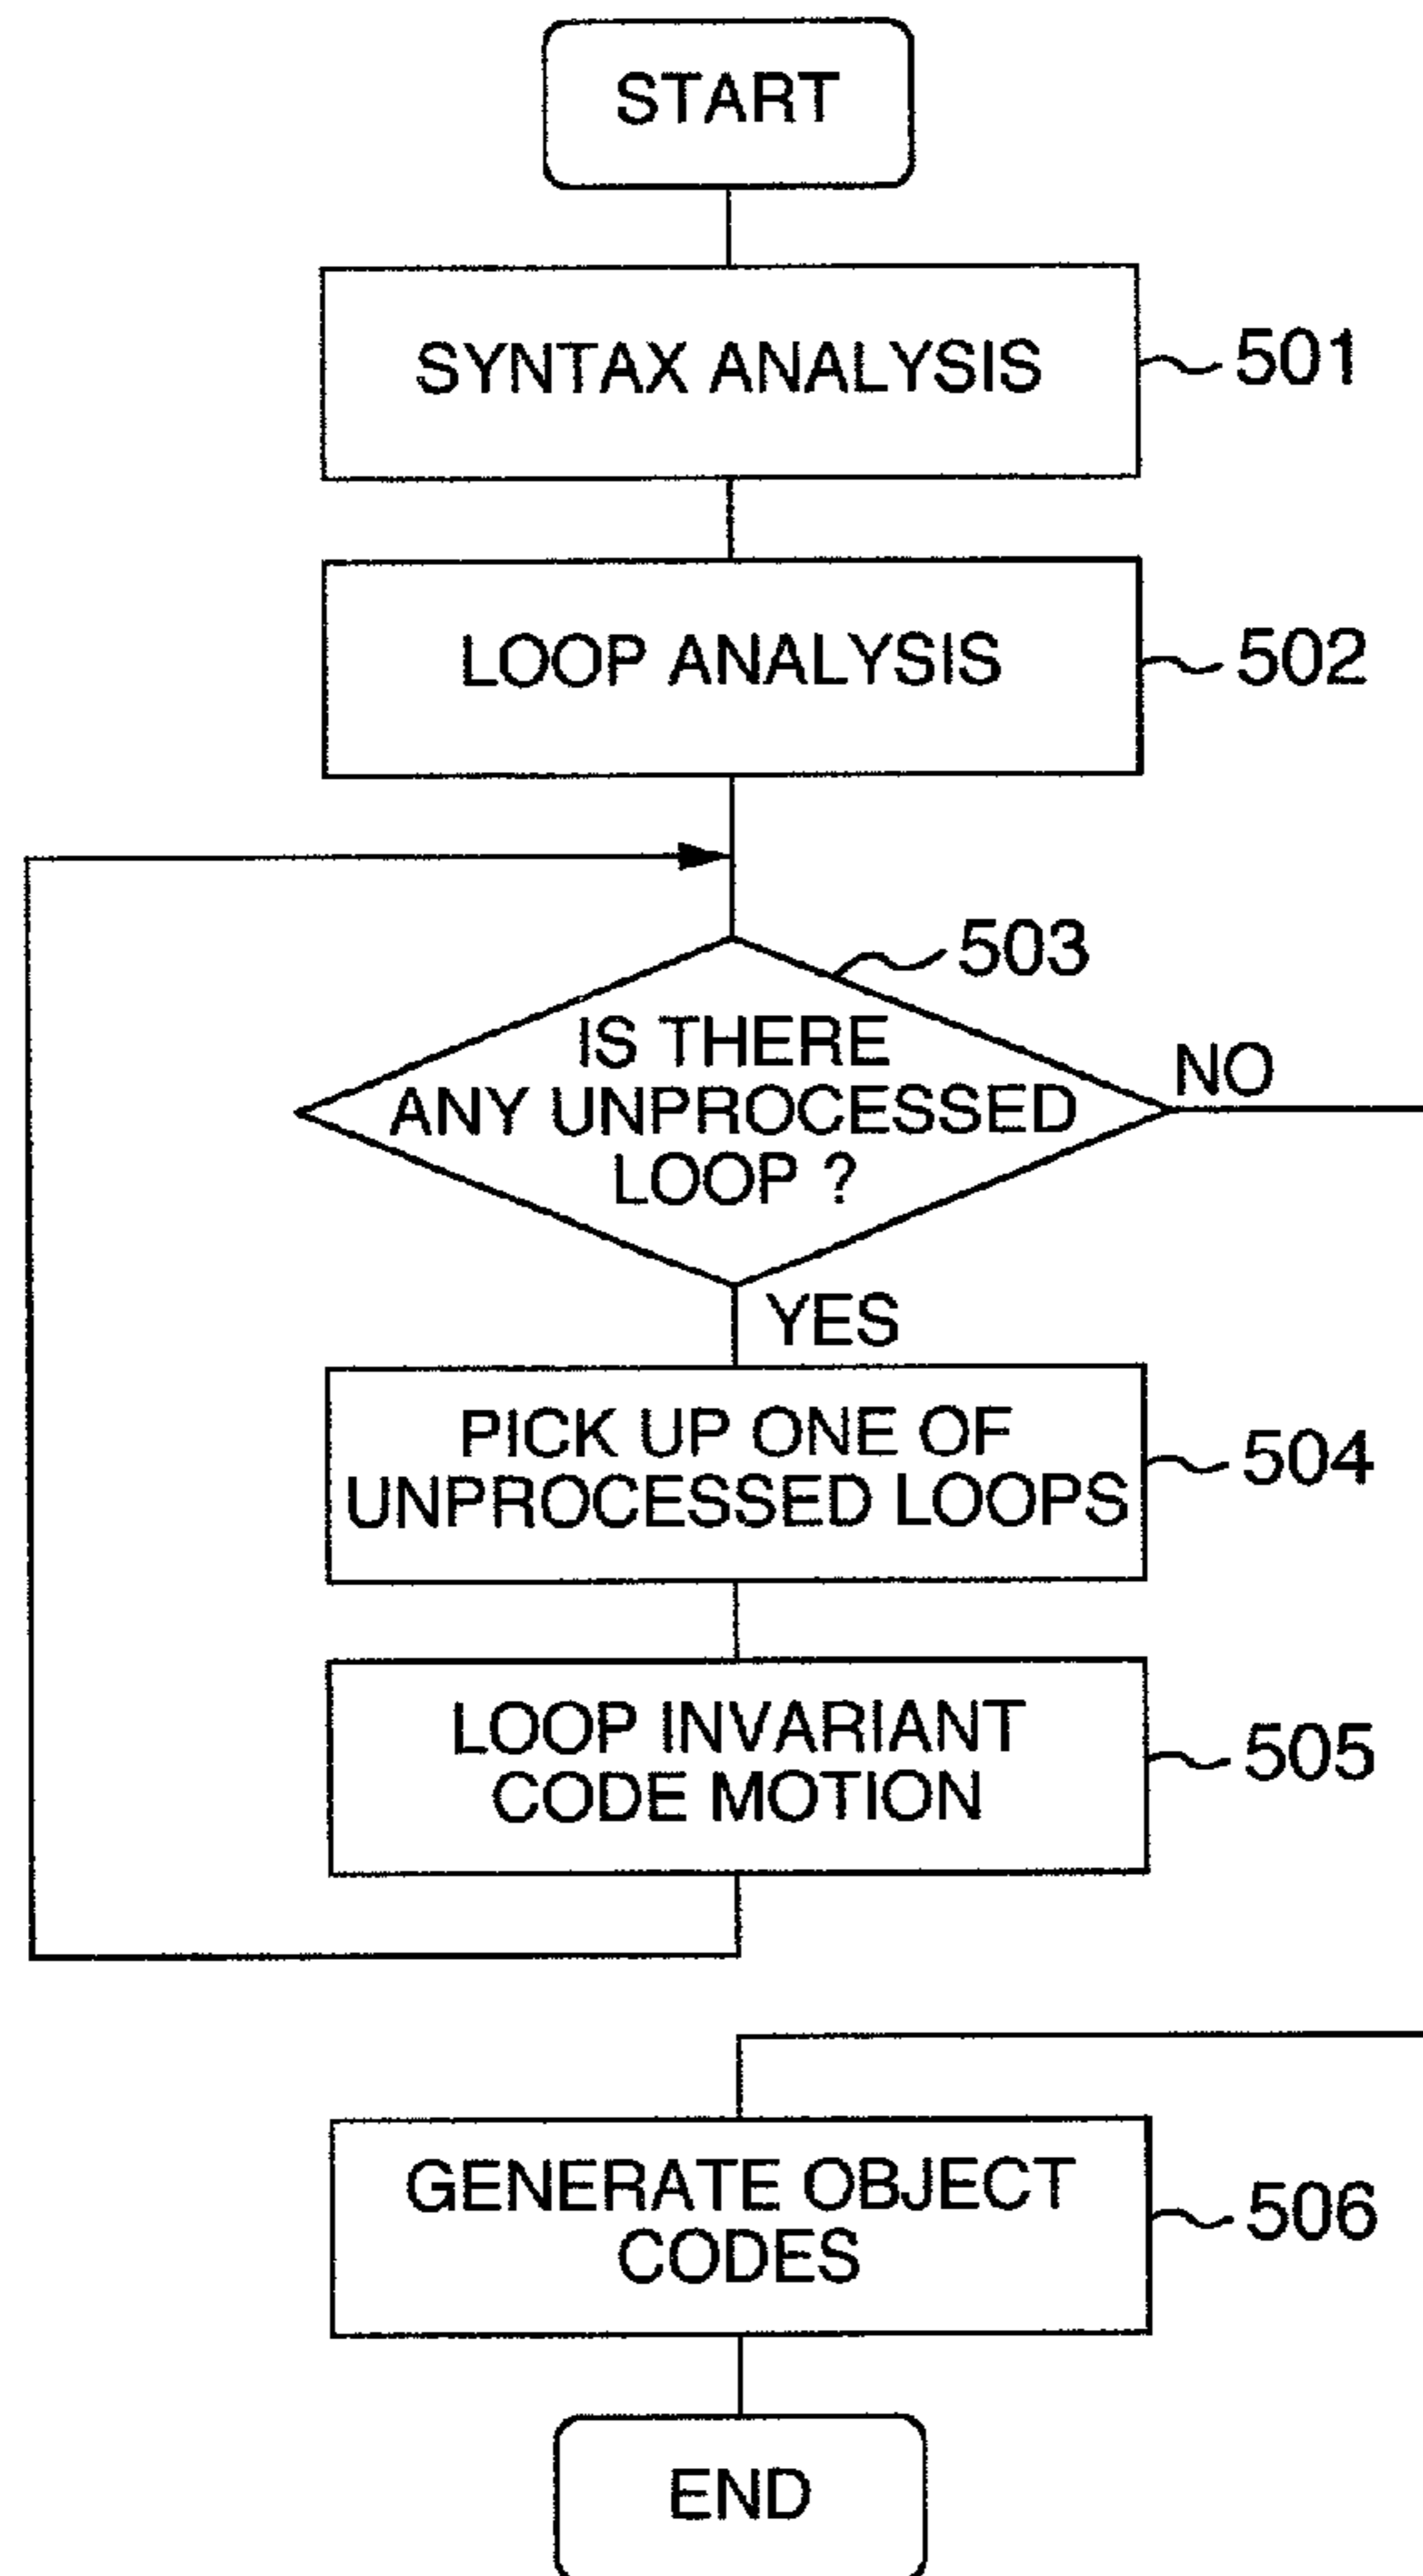 START
SYNTAX ANALYSIS
501
LOOP ANALYSIS
502
503
IS THERE
ANY UNPROCESSED
LOOP ?
NO
YES
PICK UP ONE OF
UNPROCESSED LOOPS
504
LOOP INVARIANT
CODE MOTION
505
GENERATE OBJECT
CODES
506
END